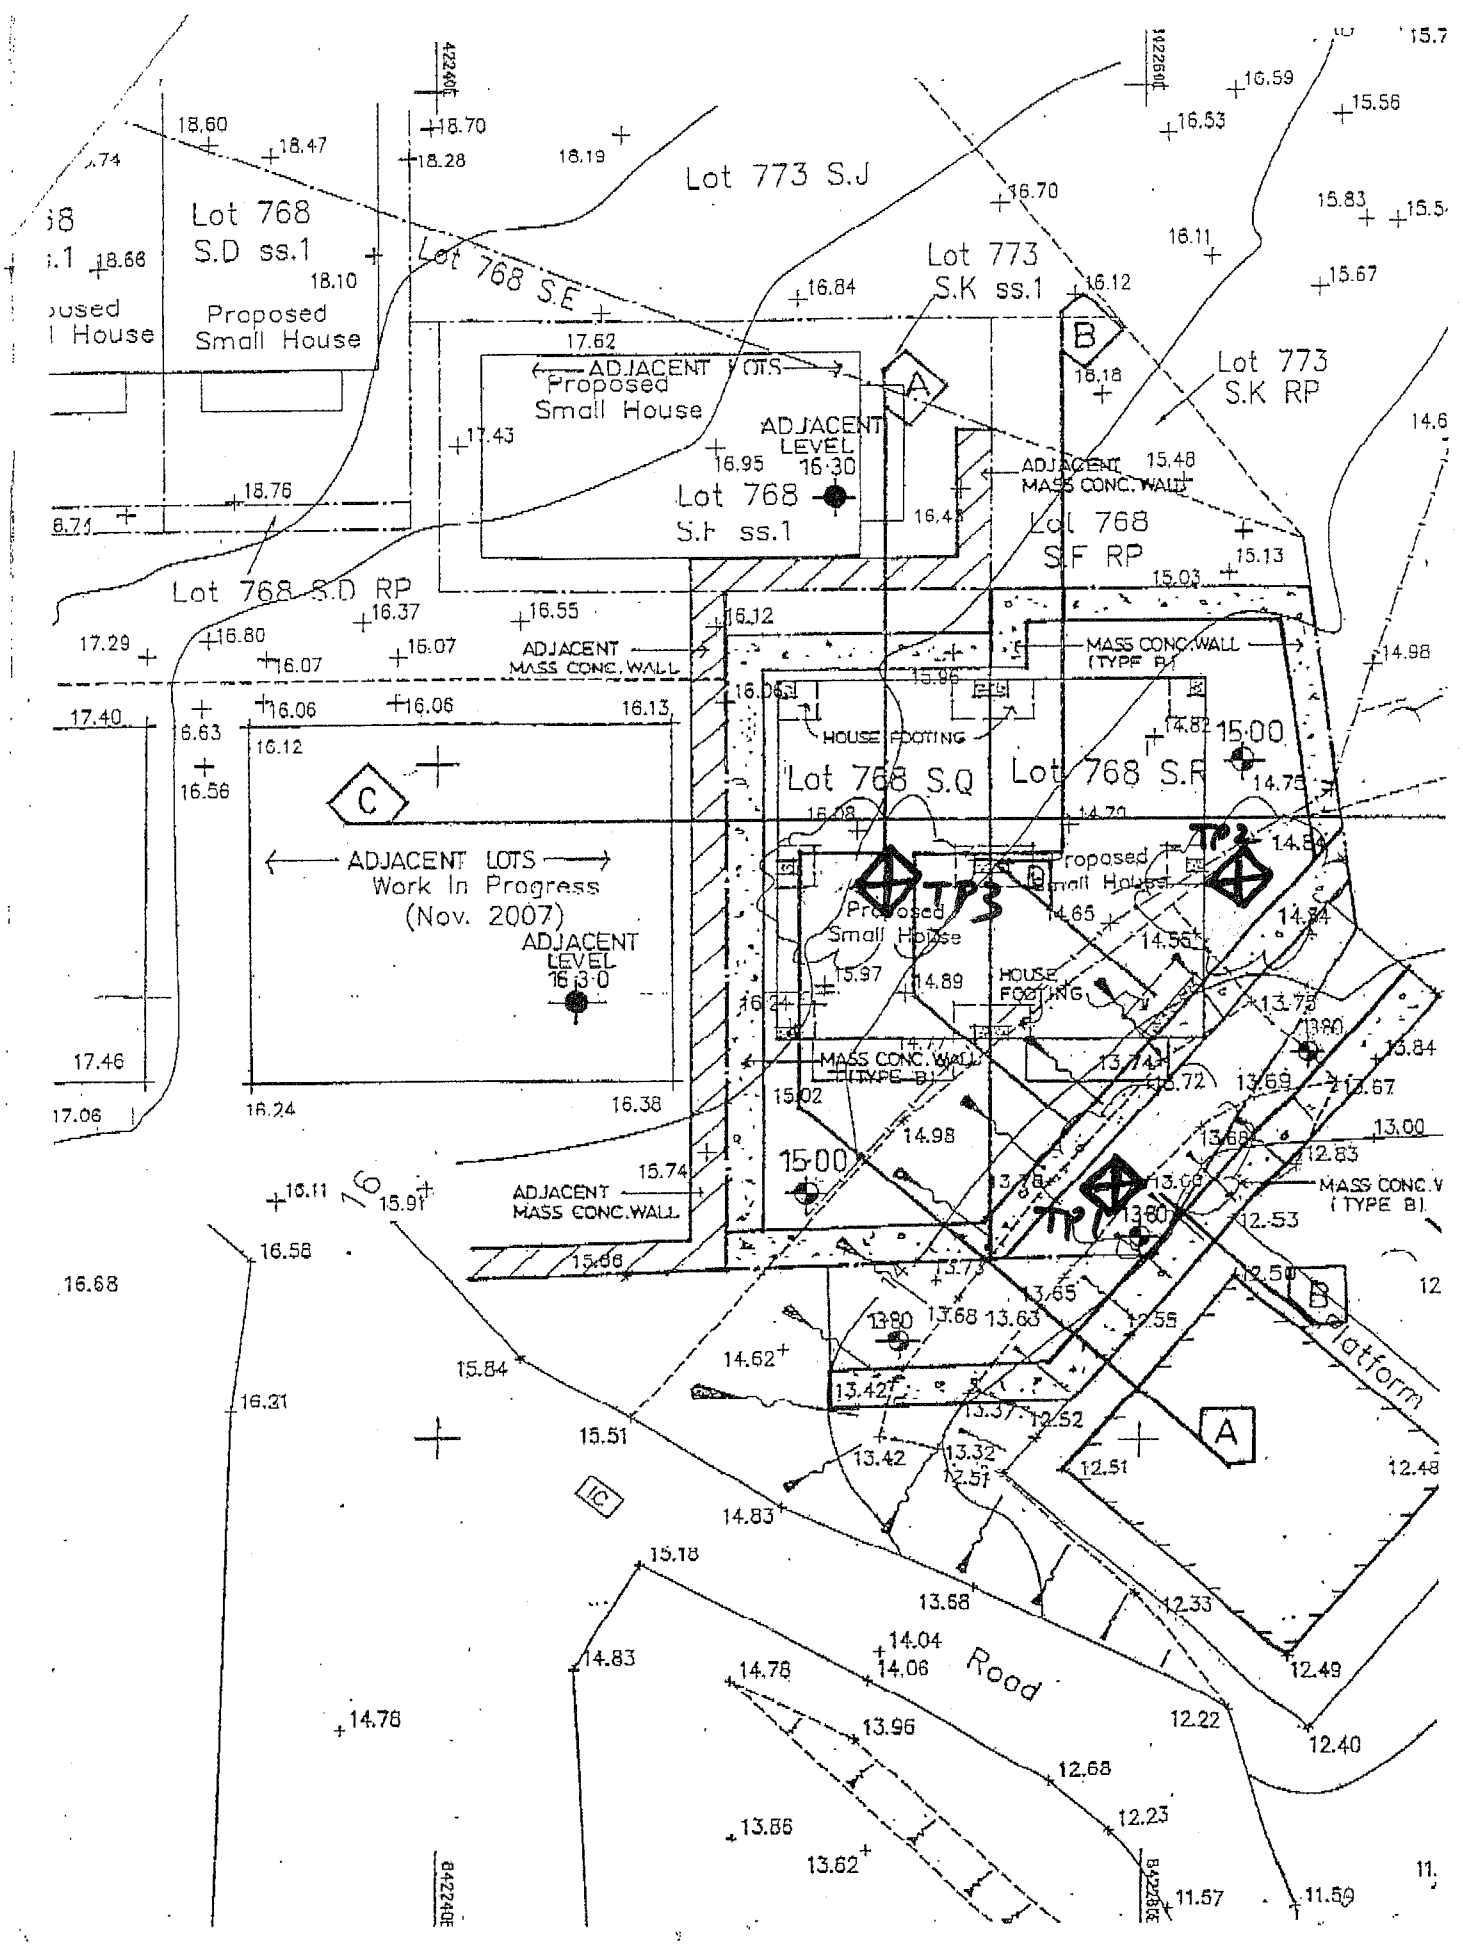 15.7
16.59
15.56
18.60
18.70
16.53
18.47
18.28
18.19
Lot 773 S.J
16.70
15.83
Lot 768
S.D ss.1
16.11
18.66
Lot 768 S.E
Lot 773
S.K ss.1
18.10
15.67
16.84
16.12
Proposed
Small House
B
17.62
ADJACENT LOTS
Proposed
Small House
A
Lot 773
S.K RP
17.43
ADJACENT
LEVEL
16.30
16.95
15.48
ADJACENT
MASS CONC. WALL
18.76
Lot 768
S.F ss.1
Lot 768
S.F RP
15.13
15.03
Lot 768 S.D RP
16.37
16.55
16.12
17.29
16.80
16.07
16.07
ADJACENT
MASS CONC. WALL
MASS CONC. WALL
(TYPE B)
14.98
15.96
17.40
16.06
16.06
16.13
16.12
HOUSE FOOTING
14.82
15.00
16.56
C
Lot 768 S.Q
Lot 768 S.R
14.75
16.08
14.70
TP2
ADJACENT LOTS
Work In Progress
(Nov. 2007)
TP3
Proposed
Small House
14.84
14.65
14.55
14.84
ADJACENT
LEVEL
16.30
15.97
14.89
HOUSE
FOOTING
13.75
13.80
17.46
14.77
MASS CONC. WALL
(TYPE B)
13.74
13.84
13.72
13.69
13.67
17.06
16.24
16.38
15.02
14.98
13.68
13.00
12.83
15.74
15.00
16.11
16
15.91
ADJACENT
MASS CONC. WALL
MASS CONC. W
(TYPE B)
TP1
13.80
12.53
16.58
15.86
16.68
13.73
12.50
B
13.65
13.80
13.68
13.63
12.55
Platform
14.62
15.84
13.42
13.37
12.52
16.21
15.51
A
13.42
13.32
12.51
12.51
12.48
IC
14.83
15.18
13.68
12.33
14.83
14.04
14.06
14.78
Road
12.49
14.78
13.96
12.22
12.40
12.68
12.23
13.86
13.62
11.57
11.50